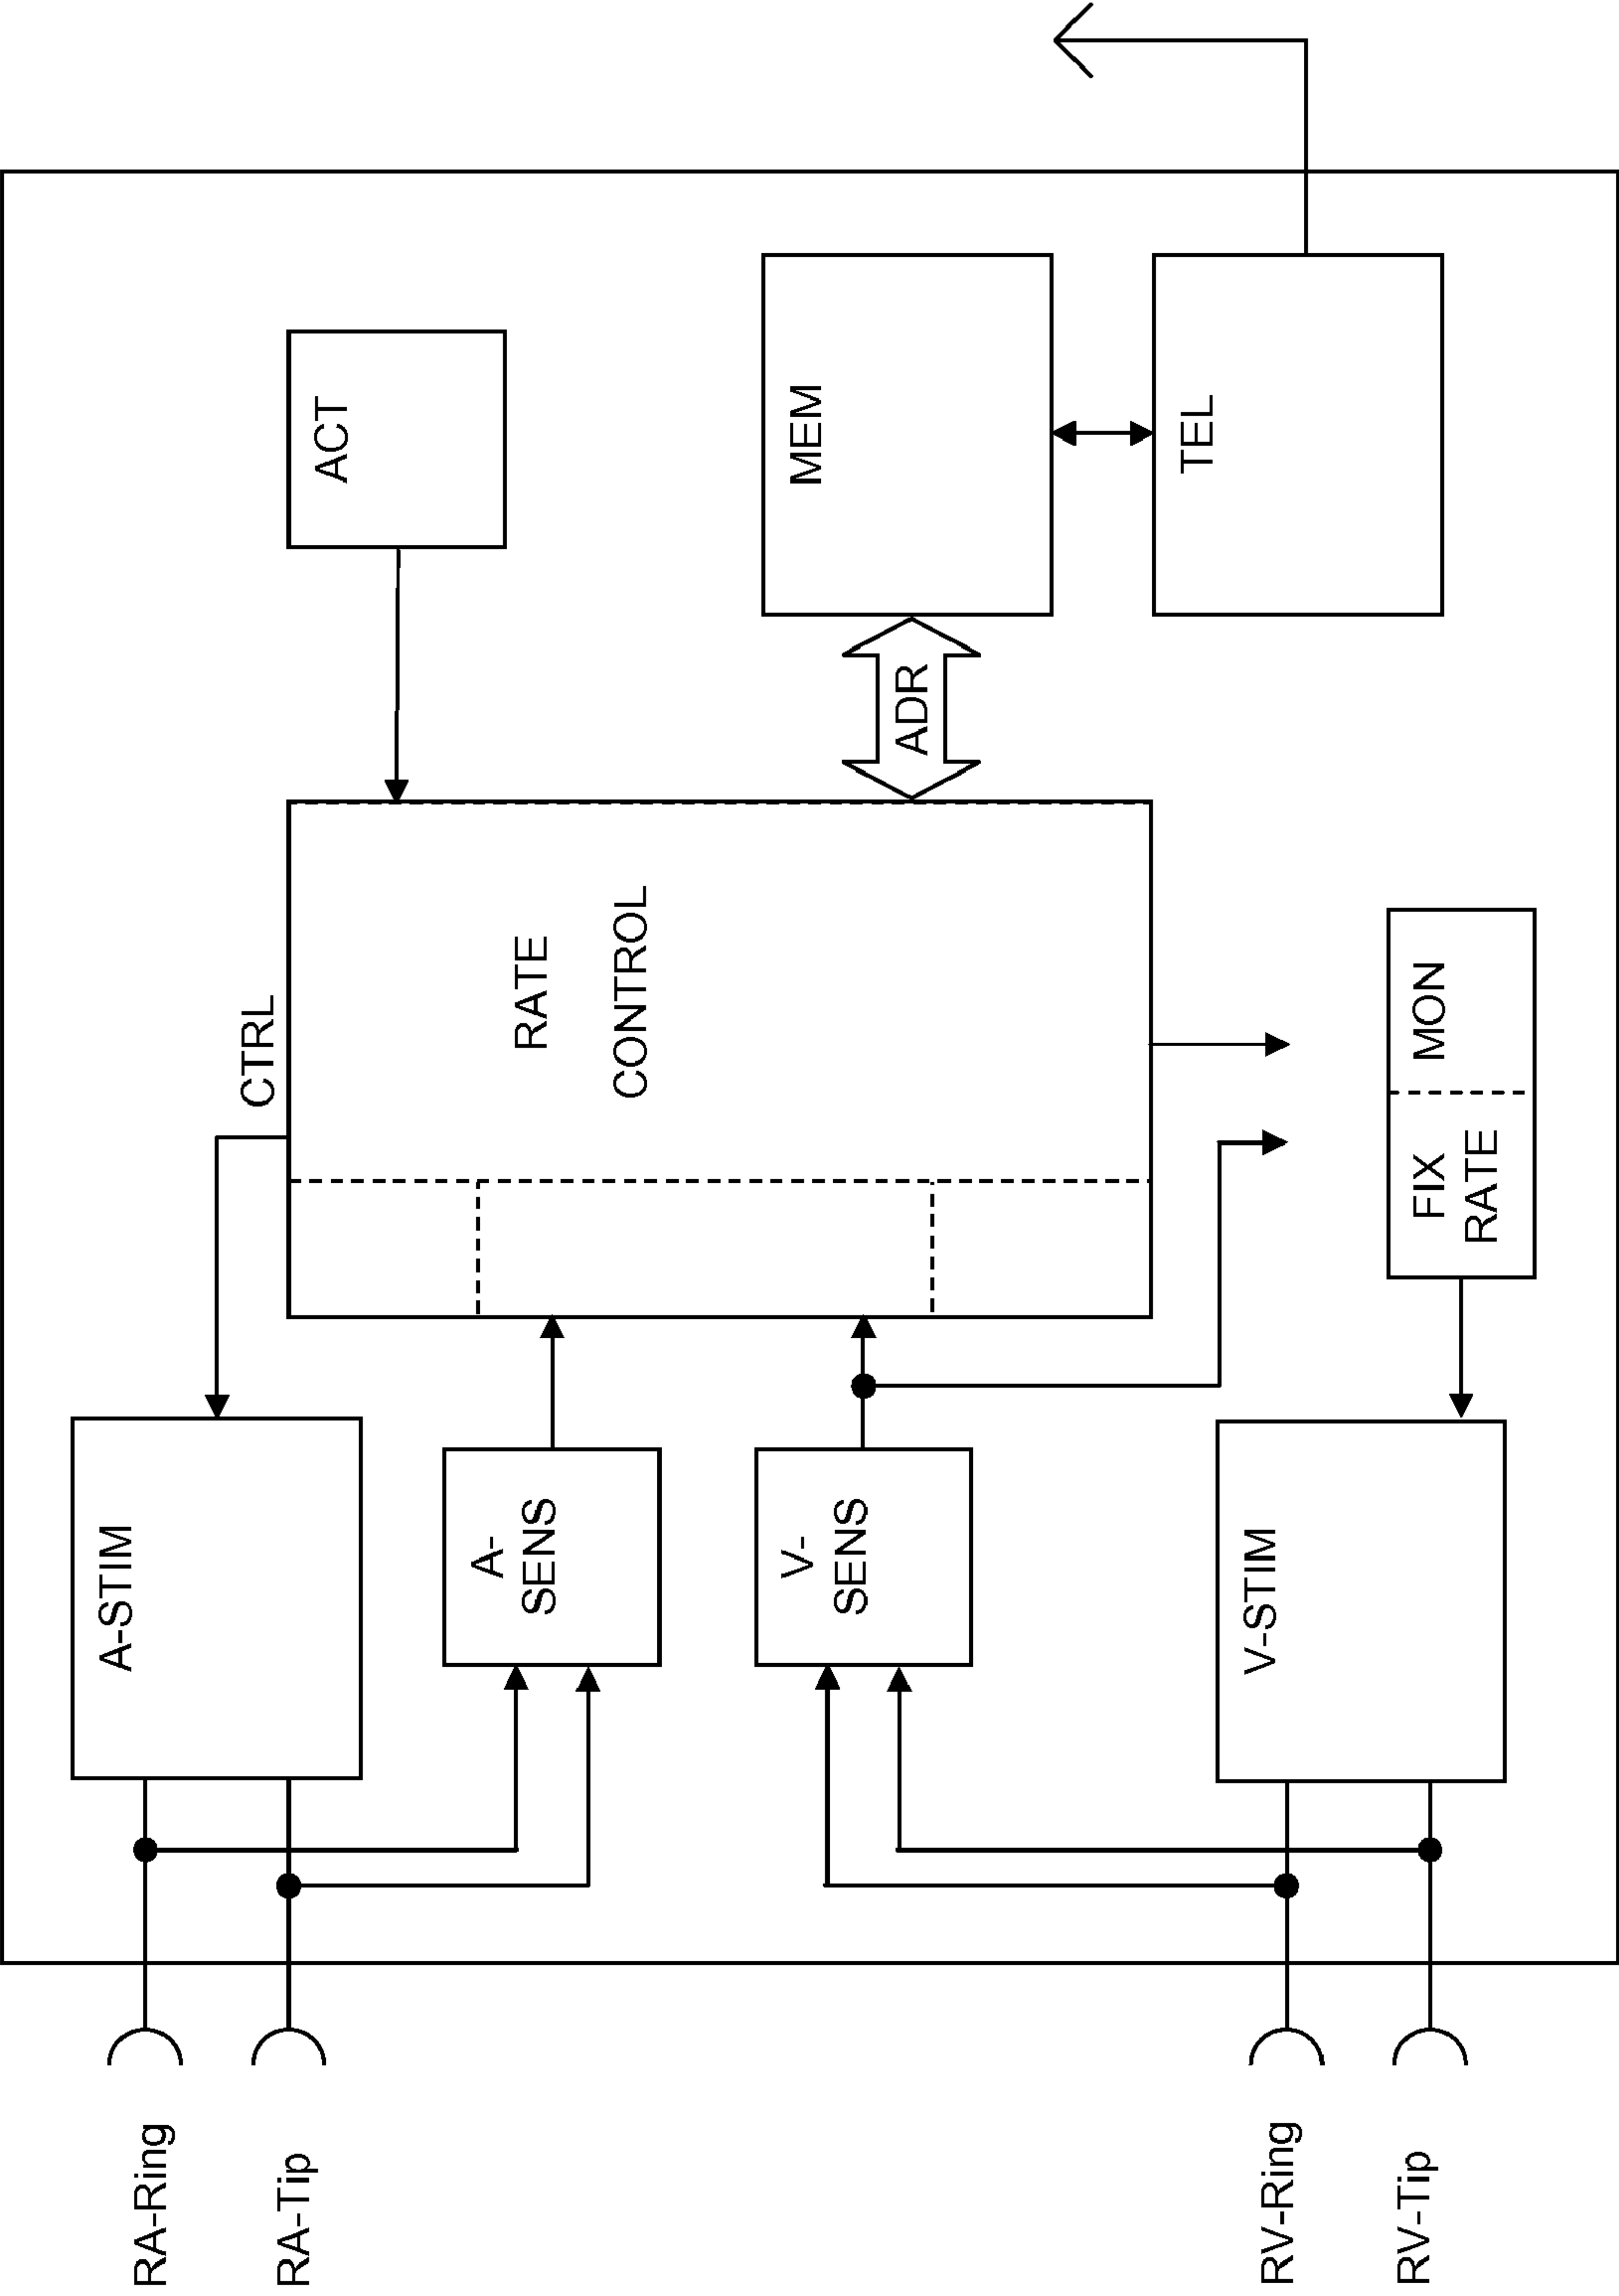 RA-Ring
RA-Tip
A-STIM
CTRL
ACT
A-
SENS
RATE
CONTROL
V-
SENS
ADR
MEM
TEL
V-STIM
FIX
RATE
MON
RV-Ring
RV-Tip